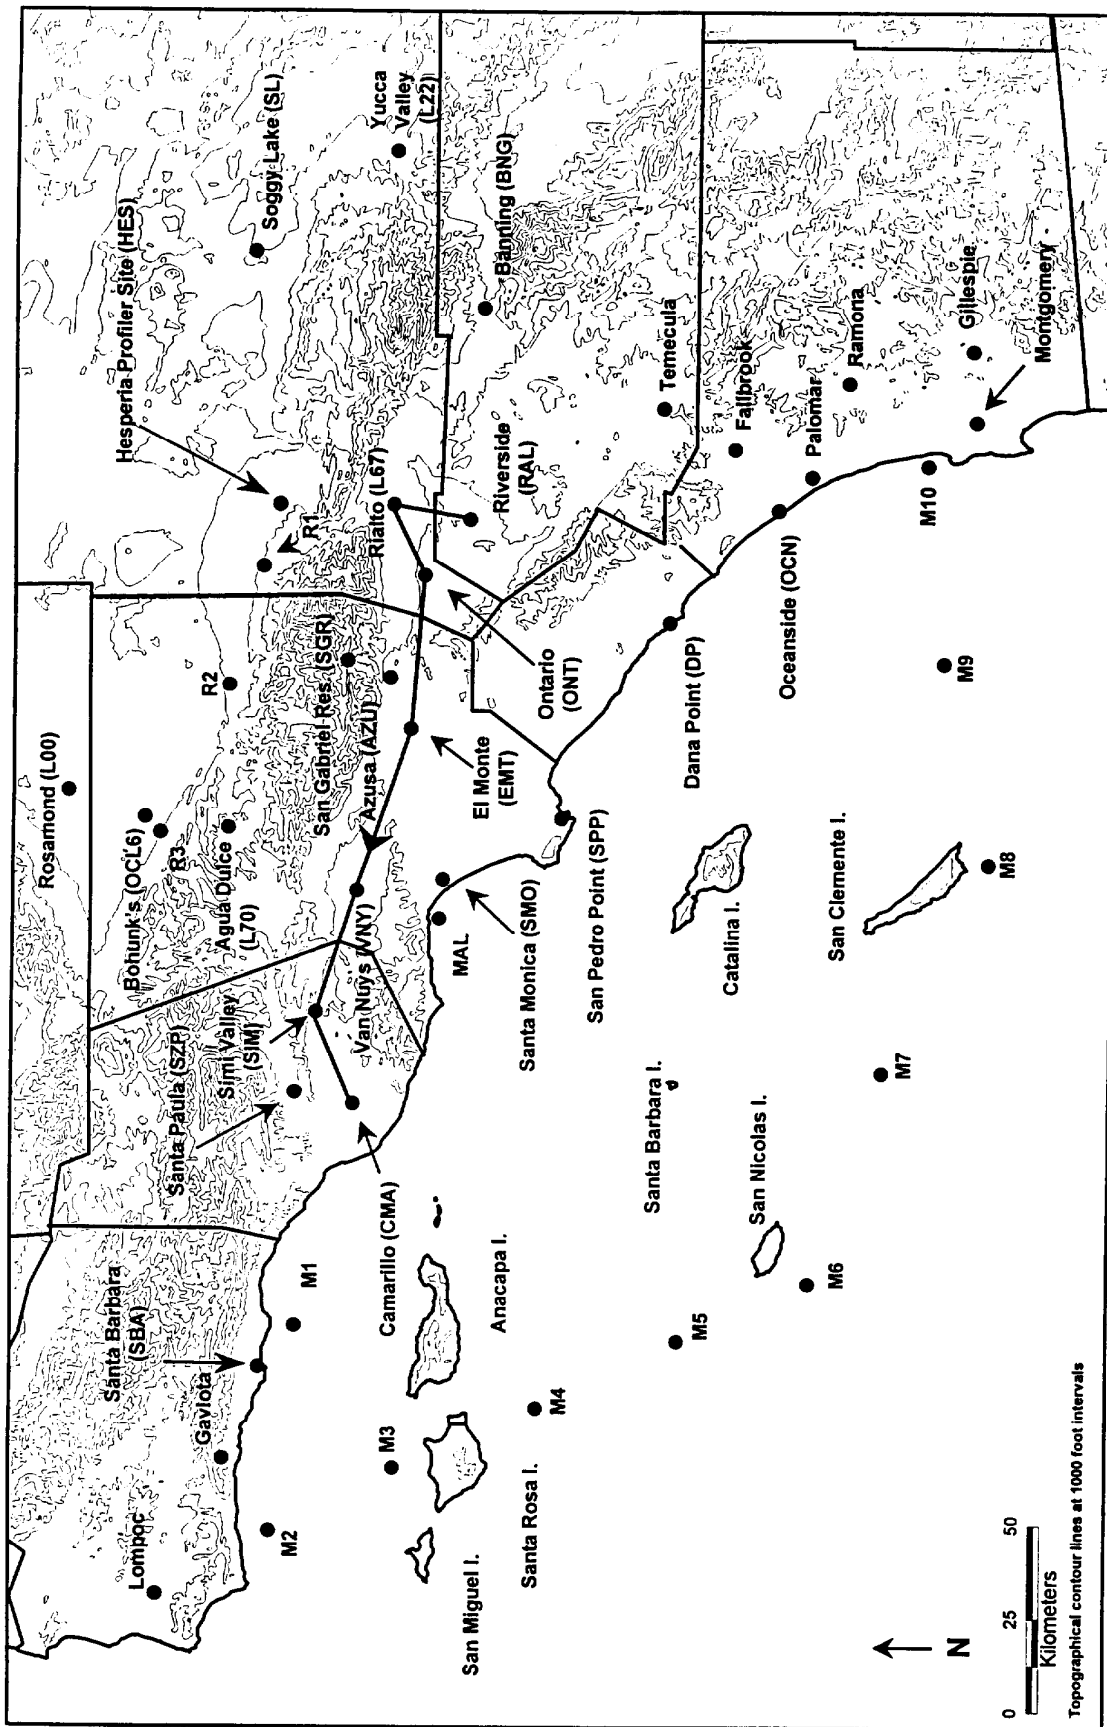 Rosamond (L00)
Bohunk's (OCL6)
R3
Agua Dulce
(L70)
R2
Hesperia Profiler Site (HES)
R1
Soggy Lake (SL)
Yucca
Valley
(L22)
Santa Barbara
(SBA)
Gaviota
Lompoc
Santa Paula (SZP)
Simi Valley
(SIM)
Van Nuys (VNY)
San Gabriel Res. (SGR)
Azusa (AZU)
Rialto (L67)
Banning (BNG)
Riverside
(RAL)
Ontario
(ONT)
El Monte
(EMT)
M1
M2
M3
Camarillo (CMA)
MAL
Santa Monica (SMO)
San Pedro Point (SPP)
Anacapa I.
San Miguel I.
Santa Rosa I.
M4
Temecula
Fallbrook
Palomar
Ramona
Gillespie
Montgomery
Dana Point (DP)
Oceanside (OCN)
Santa Barbara I.
Catalina I.
San Nicolas I.
San Clemente I.
M5
M6
M7
M8
M9
M10
N
0 25 50
Kilometers
Topographical contour lines at 1000 foot intervals